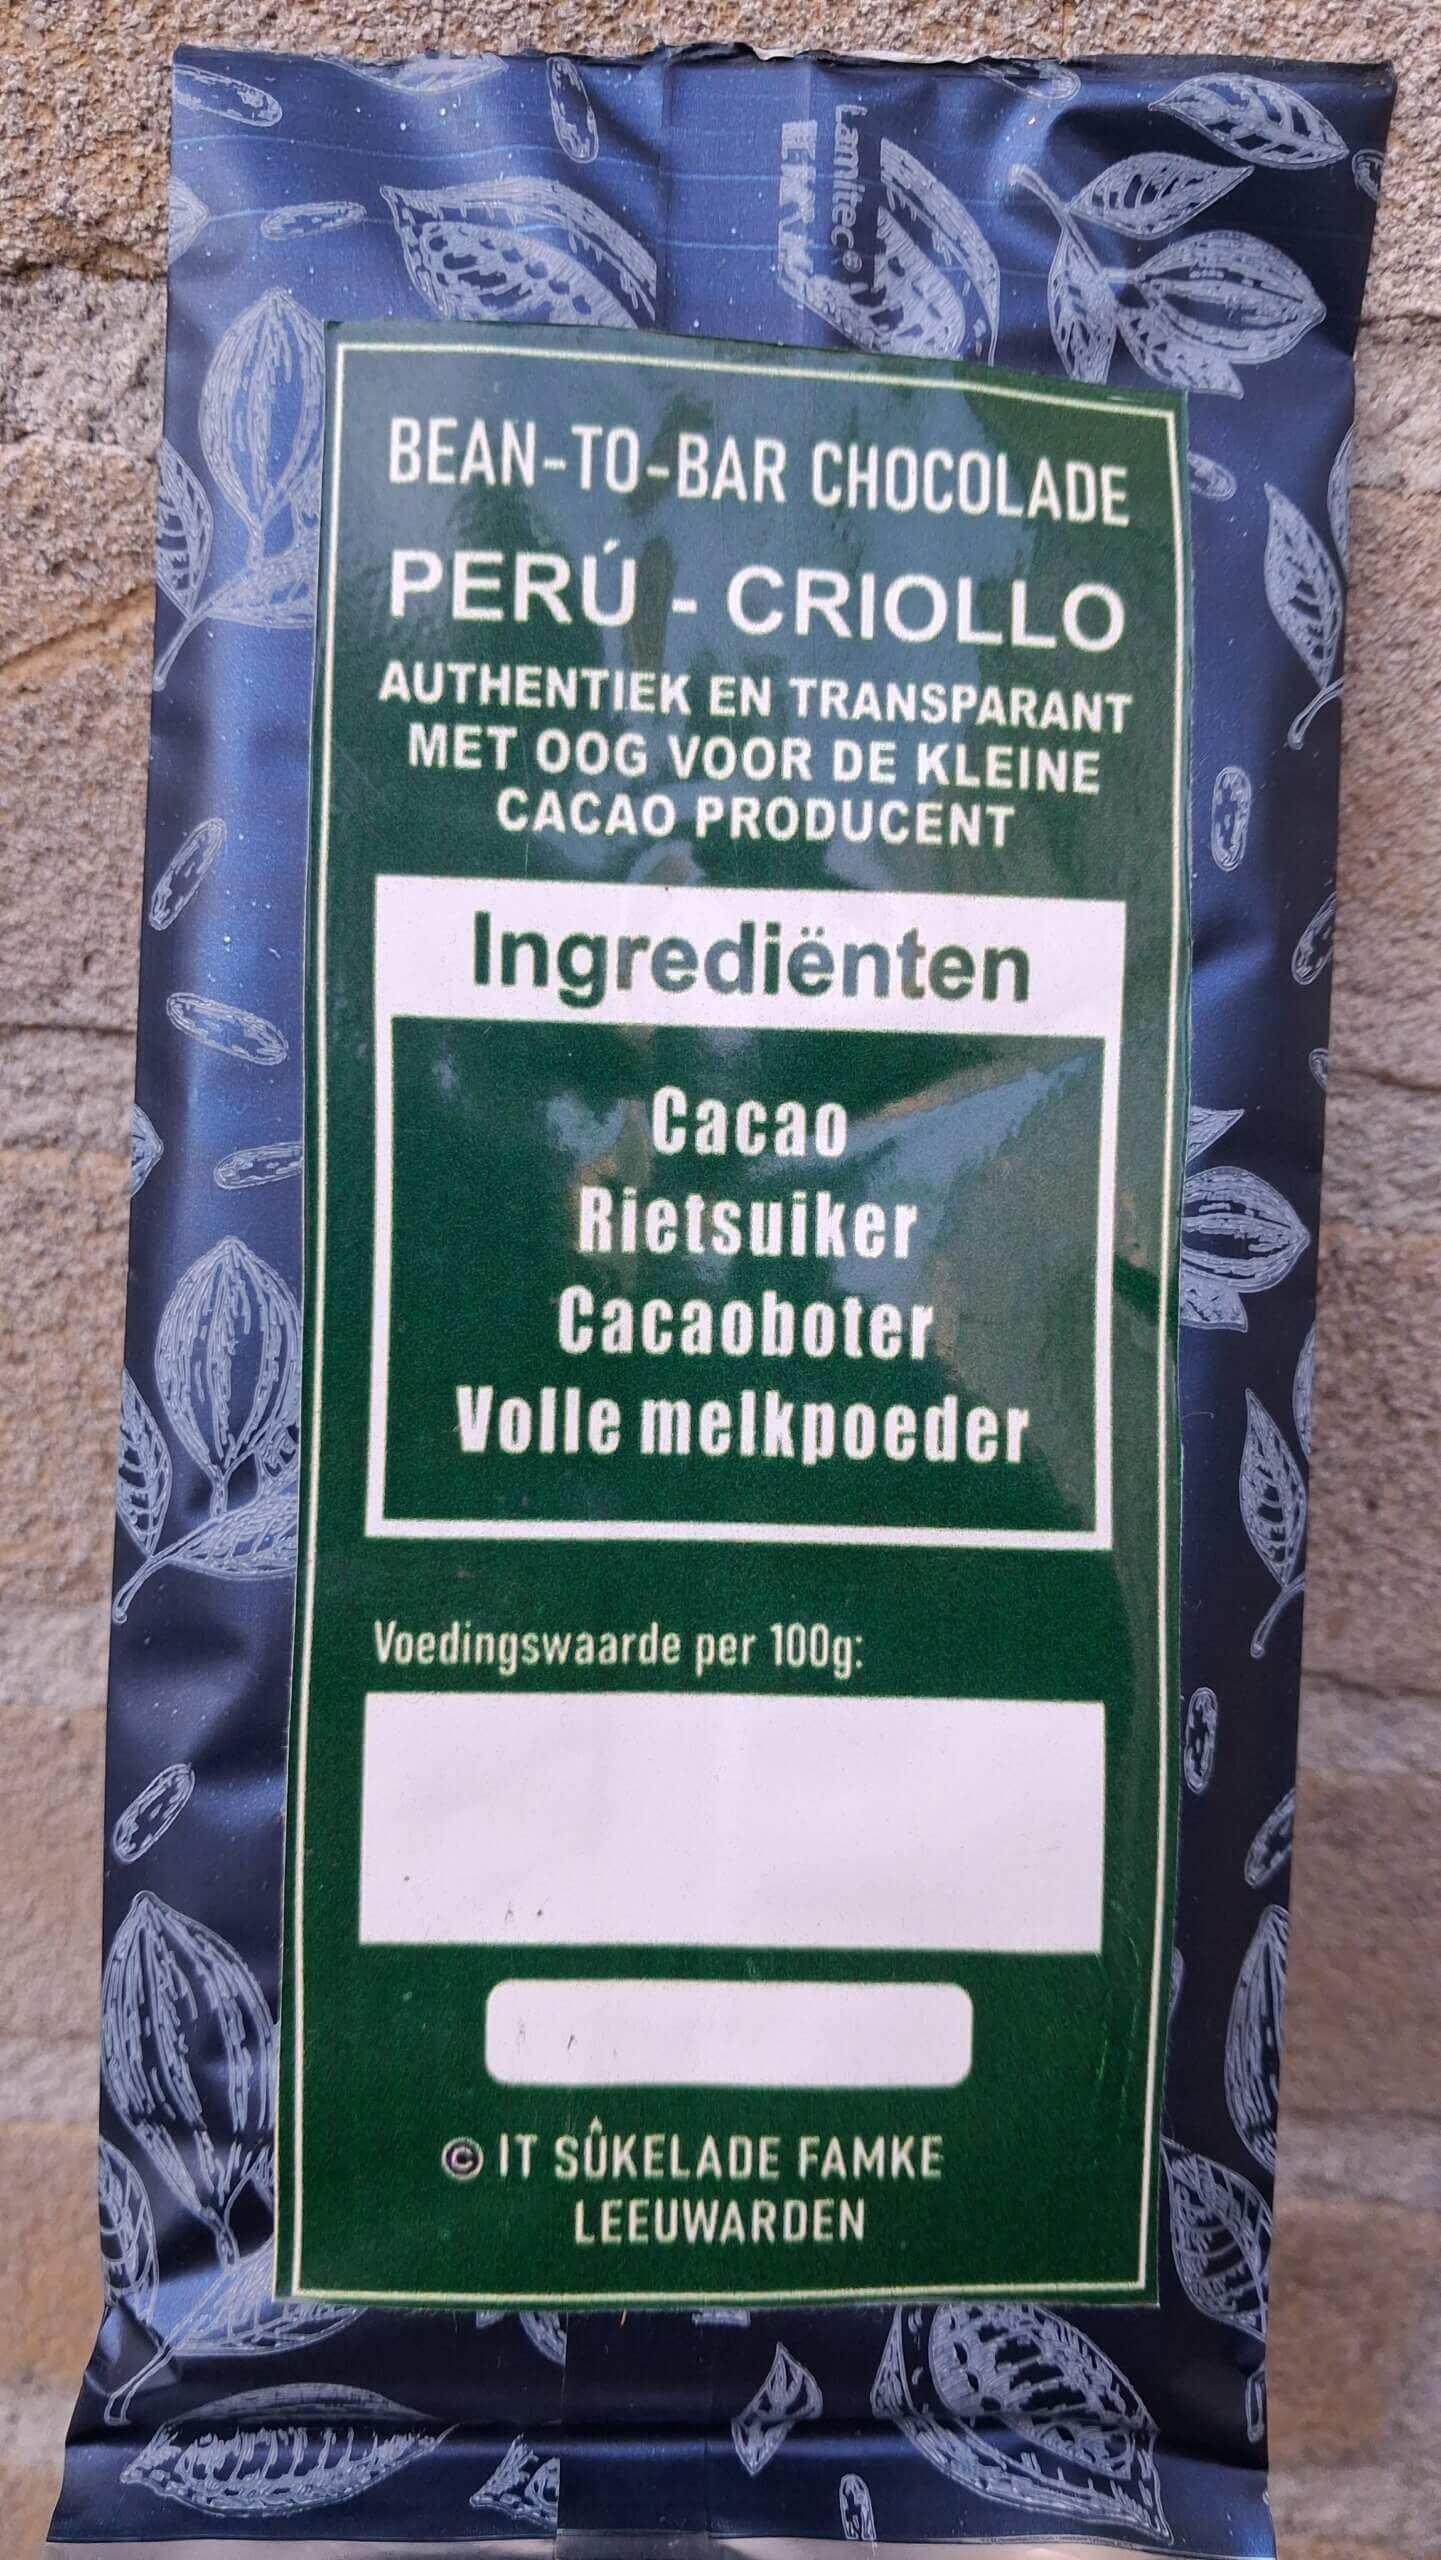 Lamitec®
BEAN-TO-BAR CHOCOLADE
PERÚ - CRIOLLO
AUTHENTIEK EN TRANSPARANT
MET OOG VOOR DE KLEINE
CACAO PRODUCENT
Ingrediënten
Cacao
Rietsuiker
Cacaoboter
Volle melkpoeder
Voedingswaarde per 100g:
© IT SÛKELADE FAMKE
LEEUWARDEN